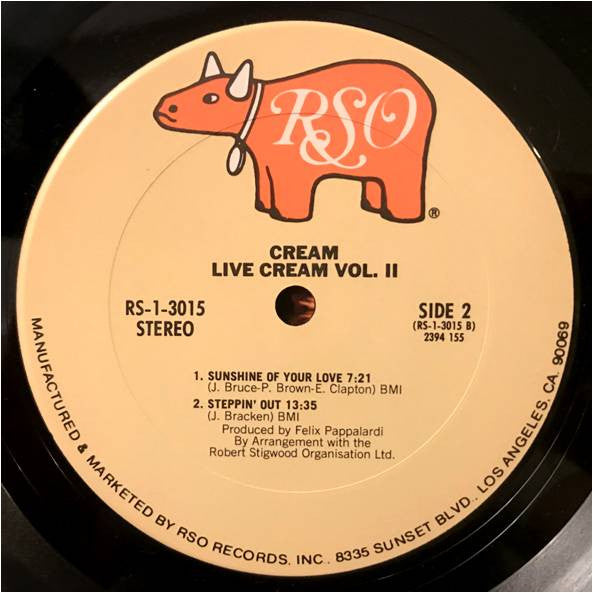 RSO
®
CREAM
LIVE CREAM VOL. II
RS-1-3015
STEREO
SIDE 2
(RS-1-3015 B)
2394 155
1. SUNSHINE OF YOUR LOVE 7:21
(J. Bruce-P. Brown-E. Clapton) BMI
2. STEPPIN' OUT 13:35
(J. Bracken) BMI
Produced by Felix Pappalardi
By Arrangement with the
Robert Stigwood Organisation Ltd.
MANUFACTURED & MARKETED BY RSO RECORDS, INC. 8335 SUNSET BLVD., LOS ANGELES, CA. 90069